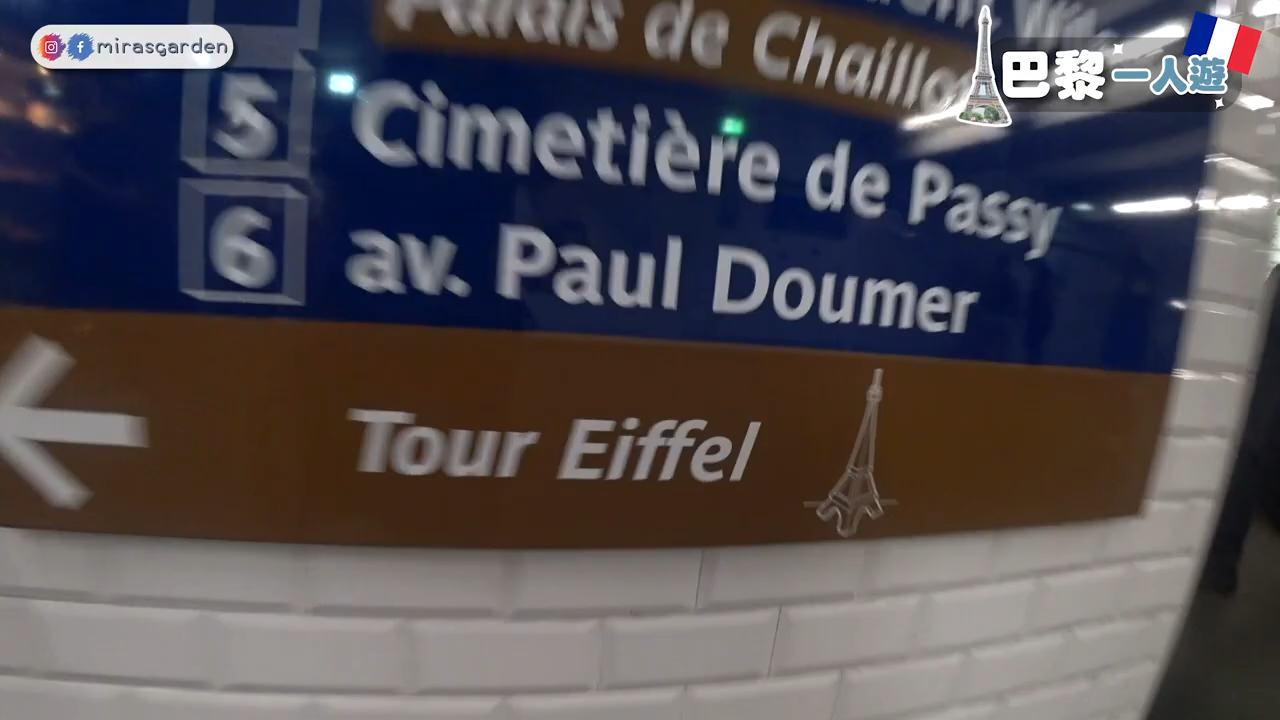 mirasgarden
巴黎一人遊
Palais de Chaillot
5 Cimetière de Passy
6 av. Paul Doumer
Tour Eiffel